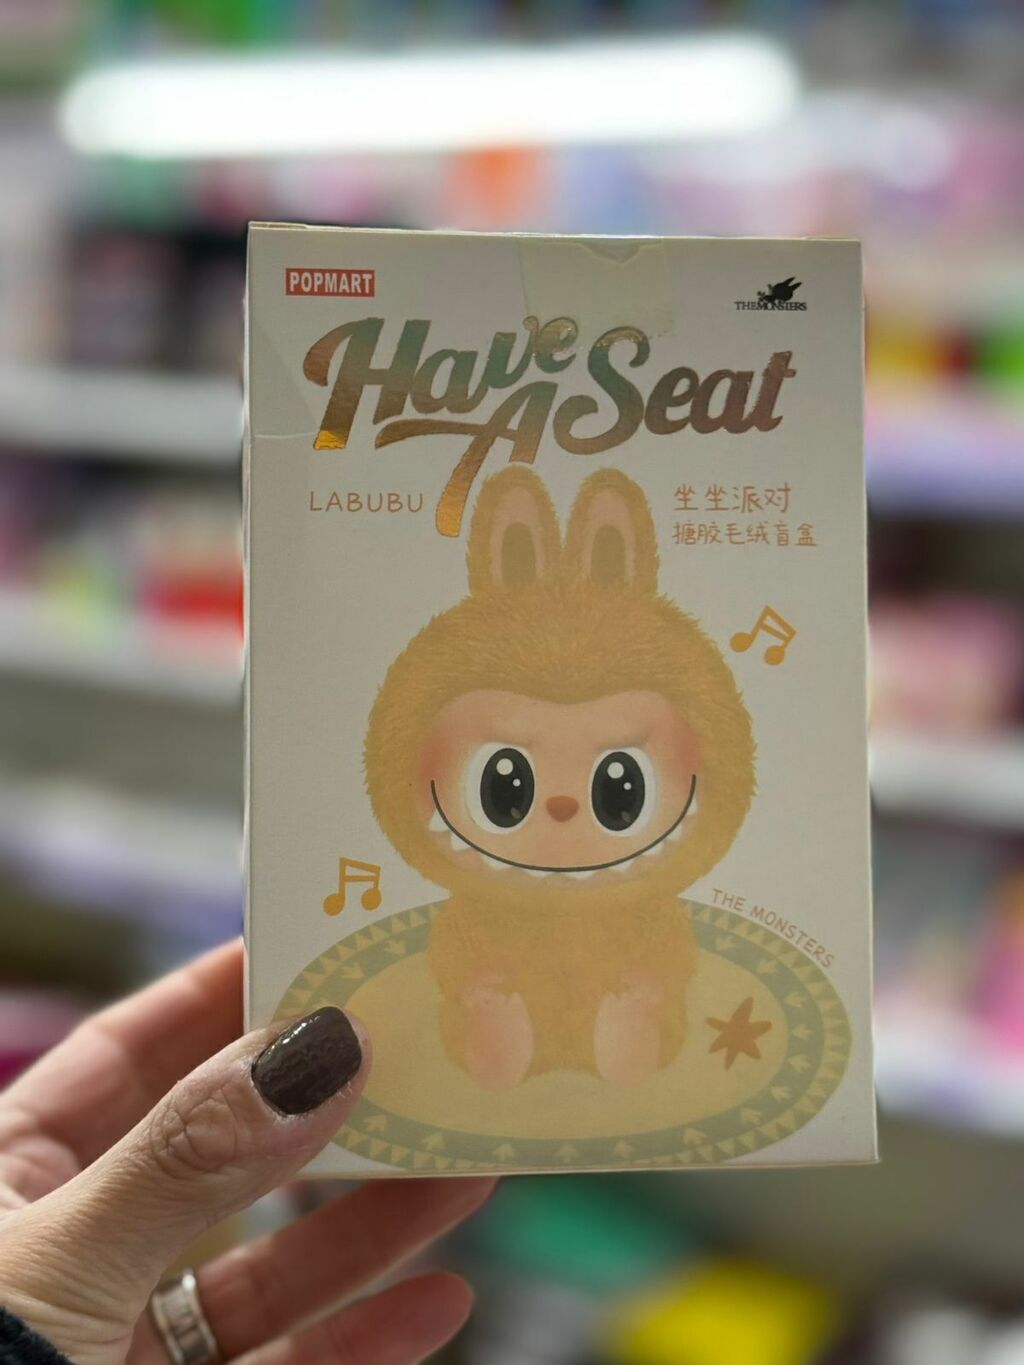 POPMART
THE MONSTERS
Have
A Seat
LABUBU
坐坐派对
搪胶毛绒盲盒
THE MONSTERS